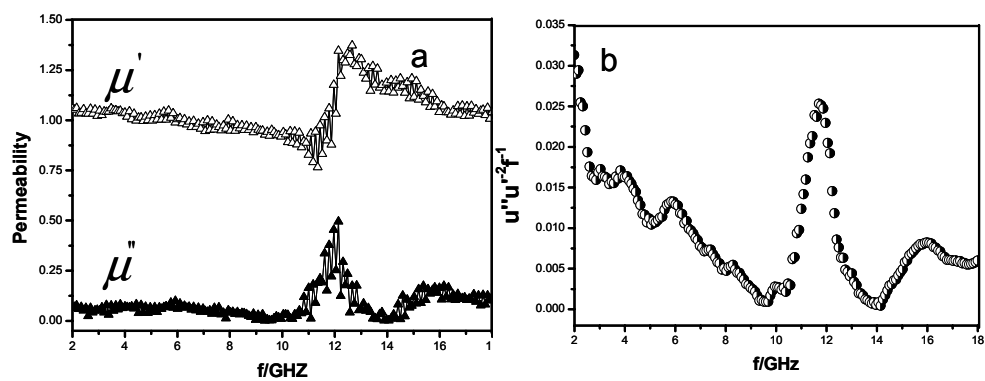 1.50
1.25
1.00
0.75
0.50
0.25
0.00
Permeability
μ'
μ"
a
2 4 6 8 10 12 14 16 1
f/GHZ
0.035
0.030
0.025
0.020
0.015
0.010
0.005
0.000
u"u'-2f-1
b
2 4 6 8 10 12 14 16 18
f/GHz